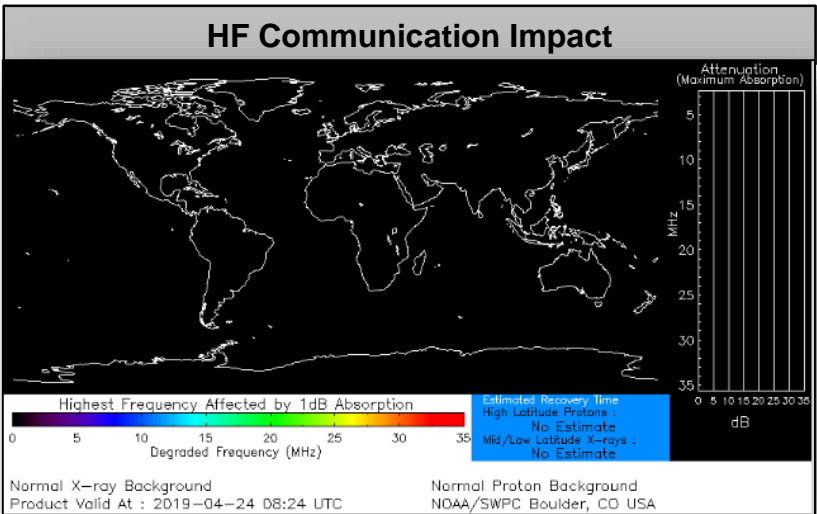 HF Communication Impact
Attenuation
(Maximum Absorption)
5
10
15
20
25
30
35
MHz
0 5 10 15 20 25 30 35
dB
Highest Frequency Affected by 1dB Absorption
0 5 10 15 20 25 30 35
Degraded Frequency (MHz)
Estimated Recovery Time
High Latitude Protons :
No Estimate
Mid/Low Latitude X-rays :
No Estimate
Normal X-ray Background
Normal Proton Background
Product Valid At : 2019-04-24 08:24 UTC
NOAA/SWPC Boulder, CO USA